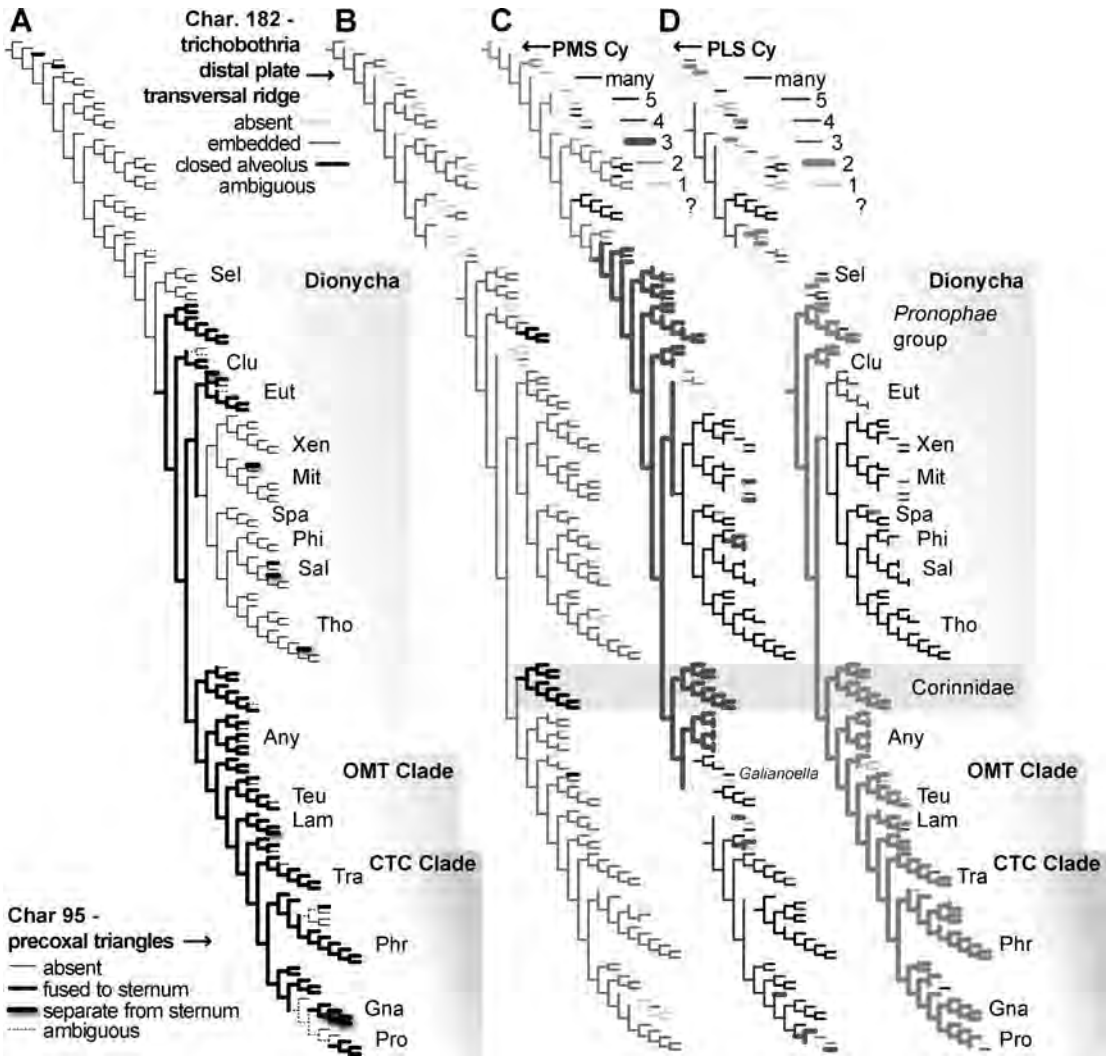 A
B
C
D
Char. 182 -
trichobothria
distal plate →
transversal ridge
absent
embedded
closed alveolus
ambiguous
← PMS Cy
many
5
4
3
2
1
?
← PLS Cy
many
5
4
3
2
1
?
Sel
Dionycha
Clu
Eut
Xen
Mit
Spa
Phi
Sal
Tho
Any
OMT Clade
Teu
Lam
CTC Clade
Tra
Phr
Gna
Pro
Char 95 -
precoxal triangles →
absent
fused to sternum
separate from sternum
ambiguous
Sel
Dionycha
Pronophae
group
Clu
Eut
Xen
Mit
Spa
Phi
Sal
Tho
Corinnidae
Any
Galianoella
OMT Clade
Teu
Lam
CTC Clade
Tra
Phr
Gna
Pro